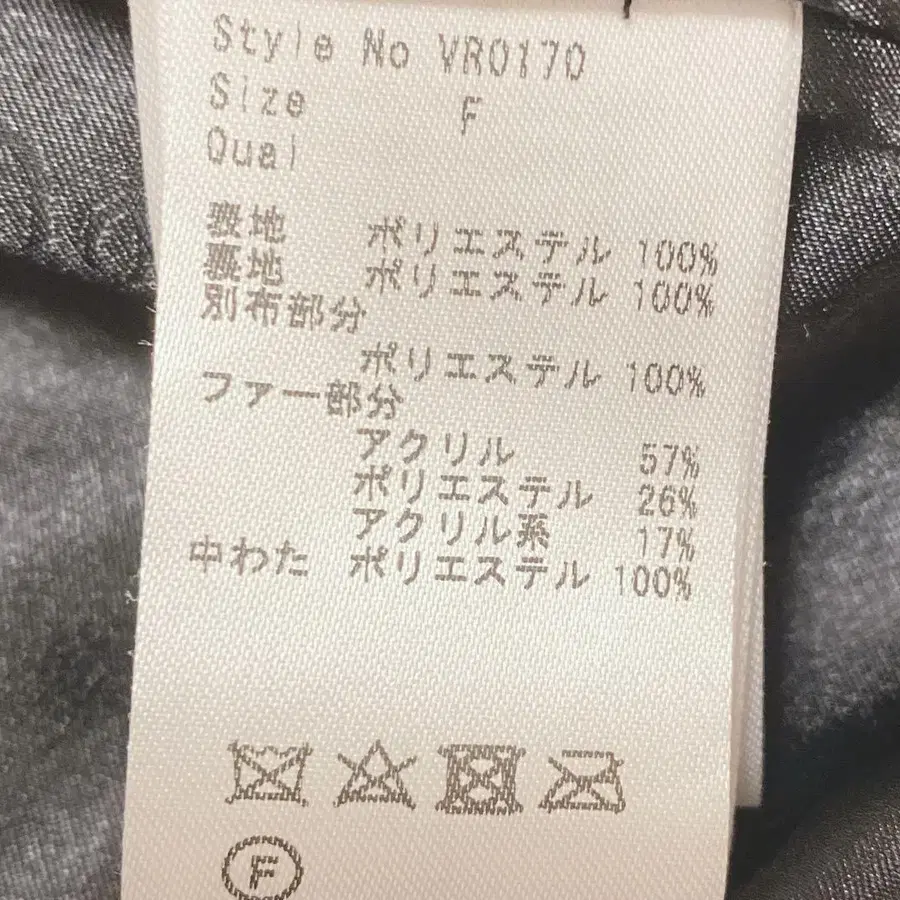 Style No VR0170
Size F
Qual
表地 ポリエステル 100%
裏地 ポリエステル 100%
別布部分
ポリエステル 100%
ファー部分
アクリル 57%
ポリエステル 26%
アクリル系 17%
中わた ポリエステル 100%
F